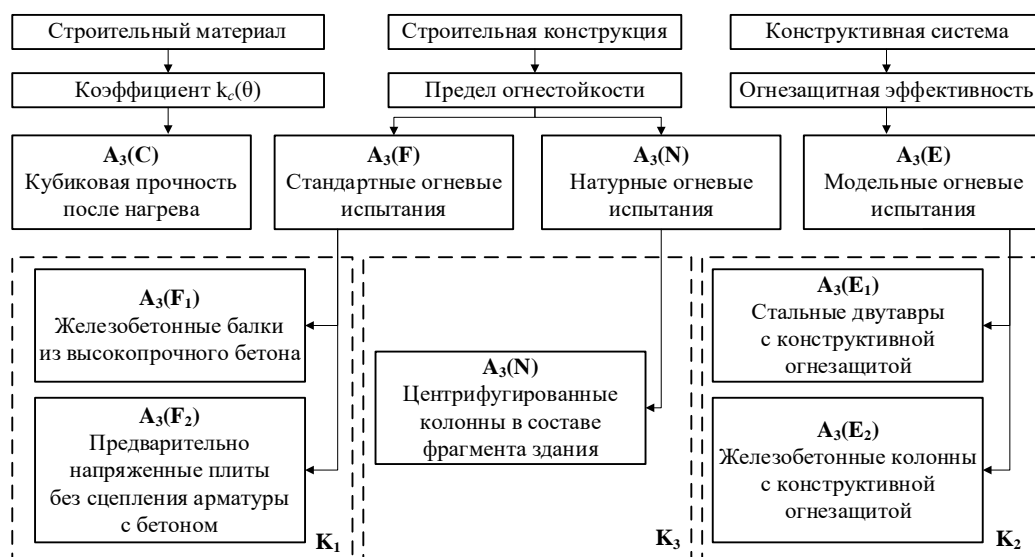 Строительный материал
Строительная конструкция
Конструктивная система
Коэффициент kc(θ)
Предел огнестойкости
Огнезащитная эффективность
A3(C)
Кубиковая прочность
после нагрева
A3(F)
Стандартные огневые
испытания
A3(N)
Натурные огневые
испытания
A3(E)
Модельные огневые
испытания
A3(F1)
Железобетонные балки
из высокопрочного бетона
A3(F2)
Предварительно
напряженные плиты
без сцепления арматуры
с бетоном
K1
A3(N)
Центрифугированные
колонны в составе
фрагмента здания
K3
A3(E1)
Стальные двутавры
с конструктивной
огнезащитой
A3(E2)
Железобетонные колонны
с конструктивной
огнезащитой
K2